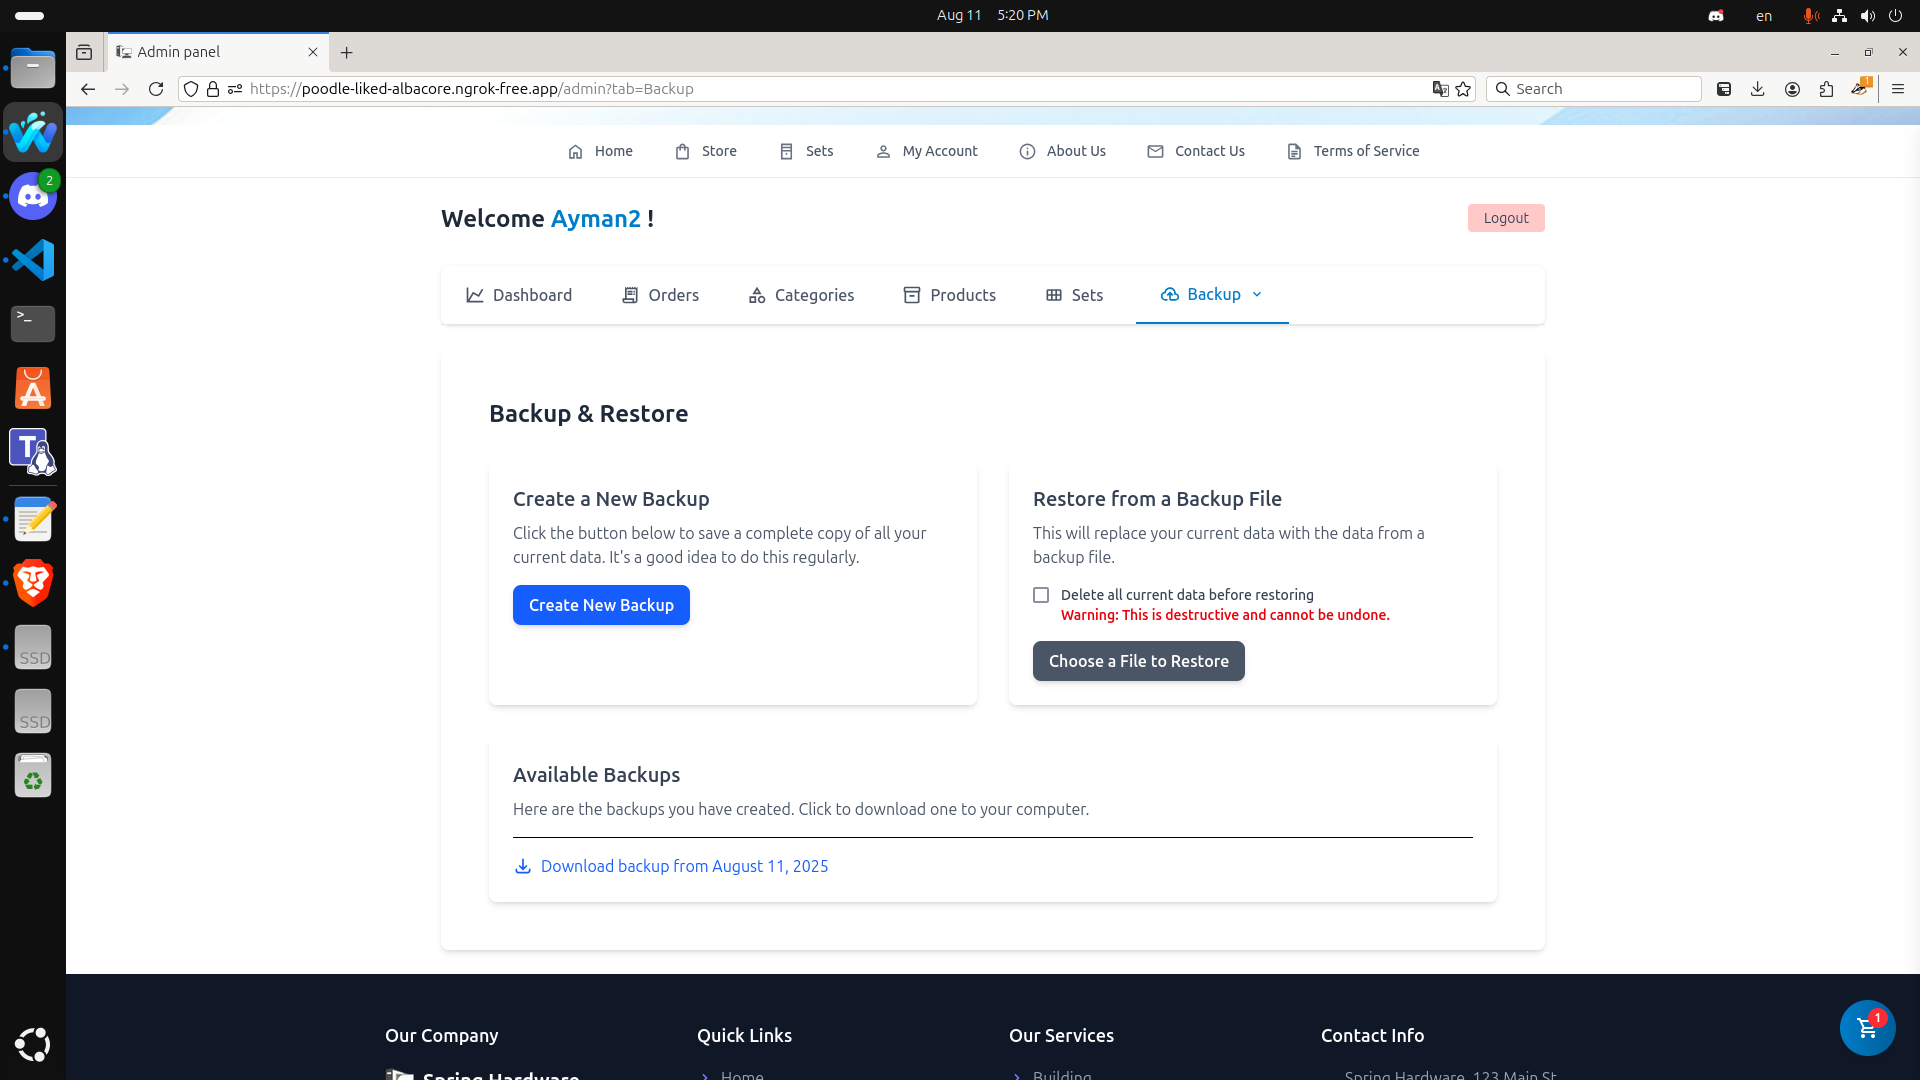 Aug 11 5:20 PM
en
Admin panel
https://poodle-liked-albacore.ngrok-free.app/admin?tab=Backup
Search
1
2
Home
Store
Sets
My Account
About Us
Contact Us
Terms of Service
Welcome Ayman2 !
Logout
Dashboard
Orders
Categories
Products
Sets
Backup
Backup & Restore
Create a New Backup
Click the button below to save a complete copy of all your
current data. It's a good idea to do this regularly.
Create New Backup
Restore from a Backup File
This will replace your current data with the data from a
backup file.
Delete all current data before restoring
Warning: This is destructive and cannot be undone.
Choose a File to Restore
Available Backups
Here are the backups you have created. Click to download one to your computer.
Download backup from August 11, 2025
SSD
SSD
Our Company
Quick Links
Our Services
Contact Info
1
Spring Hardware
Home
Building
Spring Hardware, 123 Main St